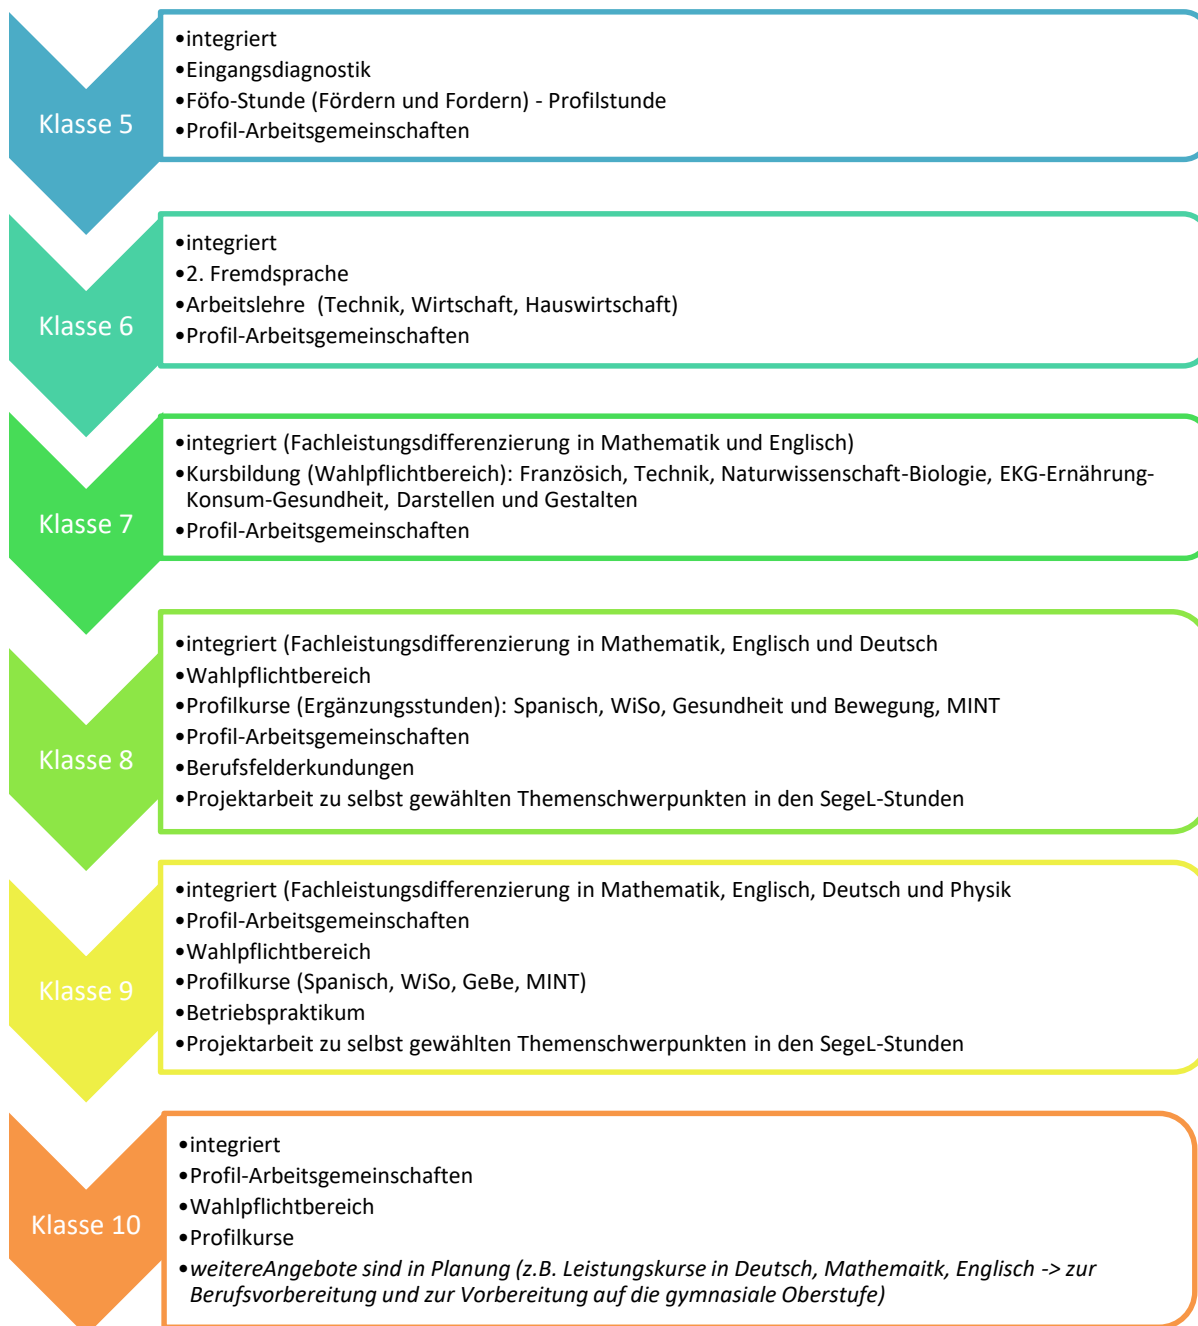 Klasse 5
•integriert
•Eingangsdiagnostik
•Föfo-Stunde (Fördern und Fordern) - Profilstunde
•Profil-Arbeitsgemeinschaften
Klasse 6
•integriert
•2. Fremdsprache
•Arbeitslehre  (Technik, Wirtschaft, Hauswirtschaft)
•Profil-Arbeitsgemeinschaften
Klasse 7
•integriert (Fachleistungsdifferenzierung in Mathematik und Englisch)
•Kursbildung (Wahlpflichtbereich): Französich, Technik, Naturwissenschaft-Biologie, EKG-Ernährung-
Konsum-Gesundheit, Darstellen und Gestalten
•Profil-Arbeitsgemeinschaften
Klasse 8
•integriert (Fachleistungsdifferenzierung in Mathematik, Englisch und Deutsch
•Wahlpflichtbereich
•Profilkurse (Ergänzungsstunden): Spanisch, WiSo, Gesundheit und Bewegung, MINT
•Profil-Arbeitsgemeinschaften
•Berufsfelderkundungen
•Projektarbeit zu selbst gewählten Themenschwerpunkten in den SegeL-Stunden
Klasse 9
•integriert (Fachleistungsdifferenzierung in Mathematik, Englisch, Deutsch und Physik
•Profil-Arbeitsgemeinschaften
•Wahlpflichtbereich
•Profilkurse (Spanisch, WiSo, GeBe, MINT)
•Betriebspraktikum
•Projektarbeit zu selbst gewählten Themenschwerpunkten in den SegeL-Stunden
Klasse 10
•integriert
•Profil-Arbeitsgemeinschaften
•Wahlpflichtbereich
•Profilkurse
•weitereAngebote sind in Planung (z.B. Leistungskurse in Deutsch, Mathemaitk, Englisch -> zur
Berufsvorbereitung und zur Vorbereitung auf die gymnasiale Oberstufe)